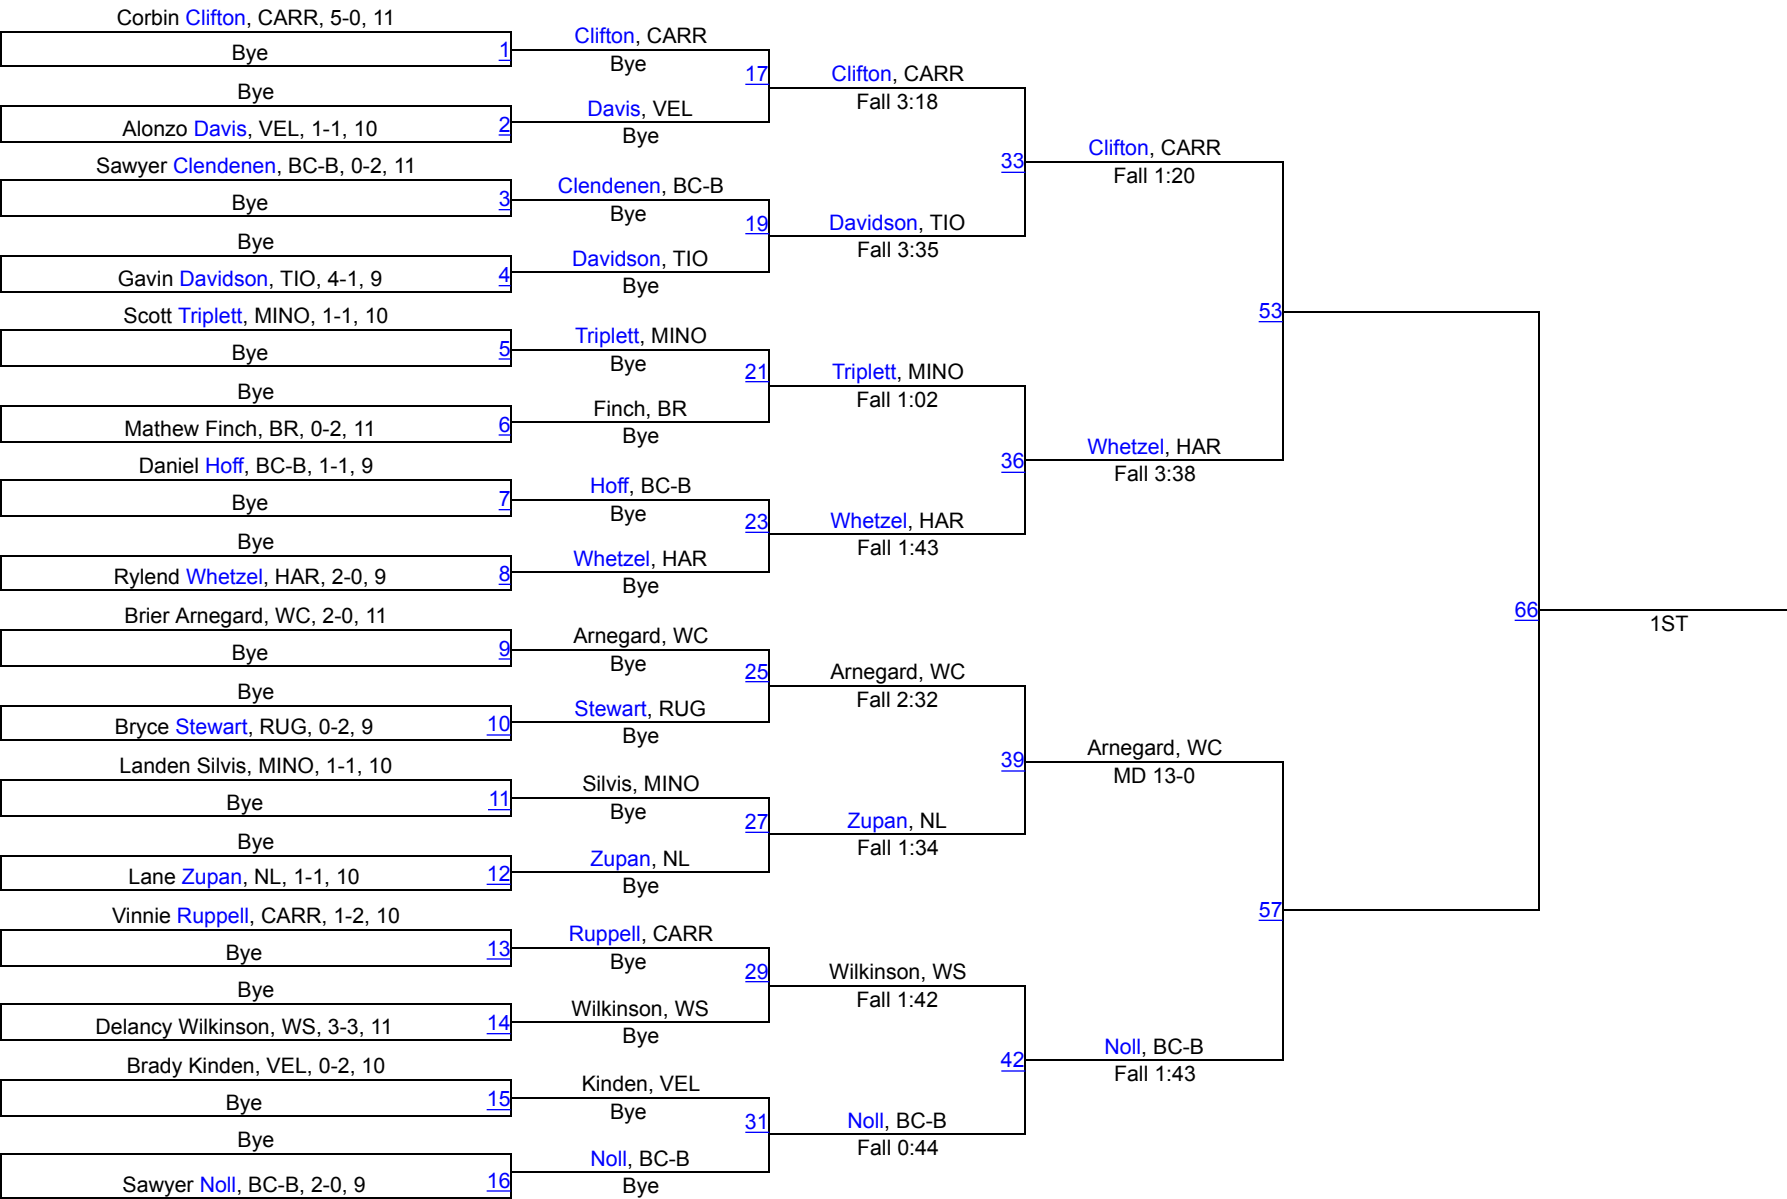 Corbin Clifton, CARR, 5-0, 11
Bye
1
Bye
Alonzo Davis, VEL, 1-1, 10
2
Sawyer Clendenen, BC-B, 0-2, 11
Bye
3
Bye
Gavin Davidson, TIO, 4-1, 9
4
Scott Triplett, MINO, 1-1, 10
Bye
5
Bye
Mathew Finch, BR, 0-2, 11
6
Daniel Hoff, BC-B, 1-1, 9
Bye
7
Bye
Rylend Whetzel, HAR, 2-0, 9
8
Brier Arnegard, WC, 2-0, 11
Bye
9
Bye
Bryce Stewart, RUG, 0-2, 9
10
Landen Silvis, MINO, 1-1, 10
Bye
11
Bye
Lane Zupan, NL, 1-1, 10
12
Vinnie Ruppell, CARR, 1-2, 10
Bye
13
Bye
Delancy Wilkinson, WS, 3-3, 11
14
Brady Kinden, VEL, 0-2, 10
Bye
15
Bye
Sawyer Noll, BC-B, 2-0, 9
16
Clifton, CARR
Bye
17
Davis, VEL
Bye
Clendenen, BC-B
Bye
19
Davidson, TIO
Bye
Triplett, MINO
Bye
21
Finch, BR
Bye
Hoff, BC-B
Bye
23
Whetzel, HAR
Bye
Arnegard, WC
Bye
25
Stewart, RUG
Bye
Silvis, MINO
Bye
27
Zupan, NL
Bye
Ruppell, CARR
Bye
29
Wilkinson, WS
Bye
Kinden, VEL
Bye
31
Noll, BC-B
Bye
Clifton, CARR
Fall 3:18
33
Davidson, TIO
Fall 3:35
Triplett, MINO
Fall 1:02
36
Whetzel, HAR
Fall 1:43
Arnegard, WC
Fall 2:32
39
Zupan, NL
Fall 1:34
Wilkinson, WS
Fall 1:42
42
Noll, BC-B
Fall 0:44
Clifton, CARR
Fall 1:20
53
Whetzel, HAR
Fall 3:38
Arnegard, WC
MD 13-0
57
Noll, BC-B
Fall 1:43
66
1ST